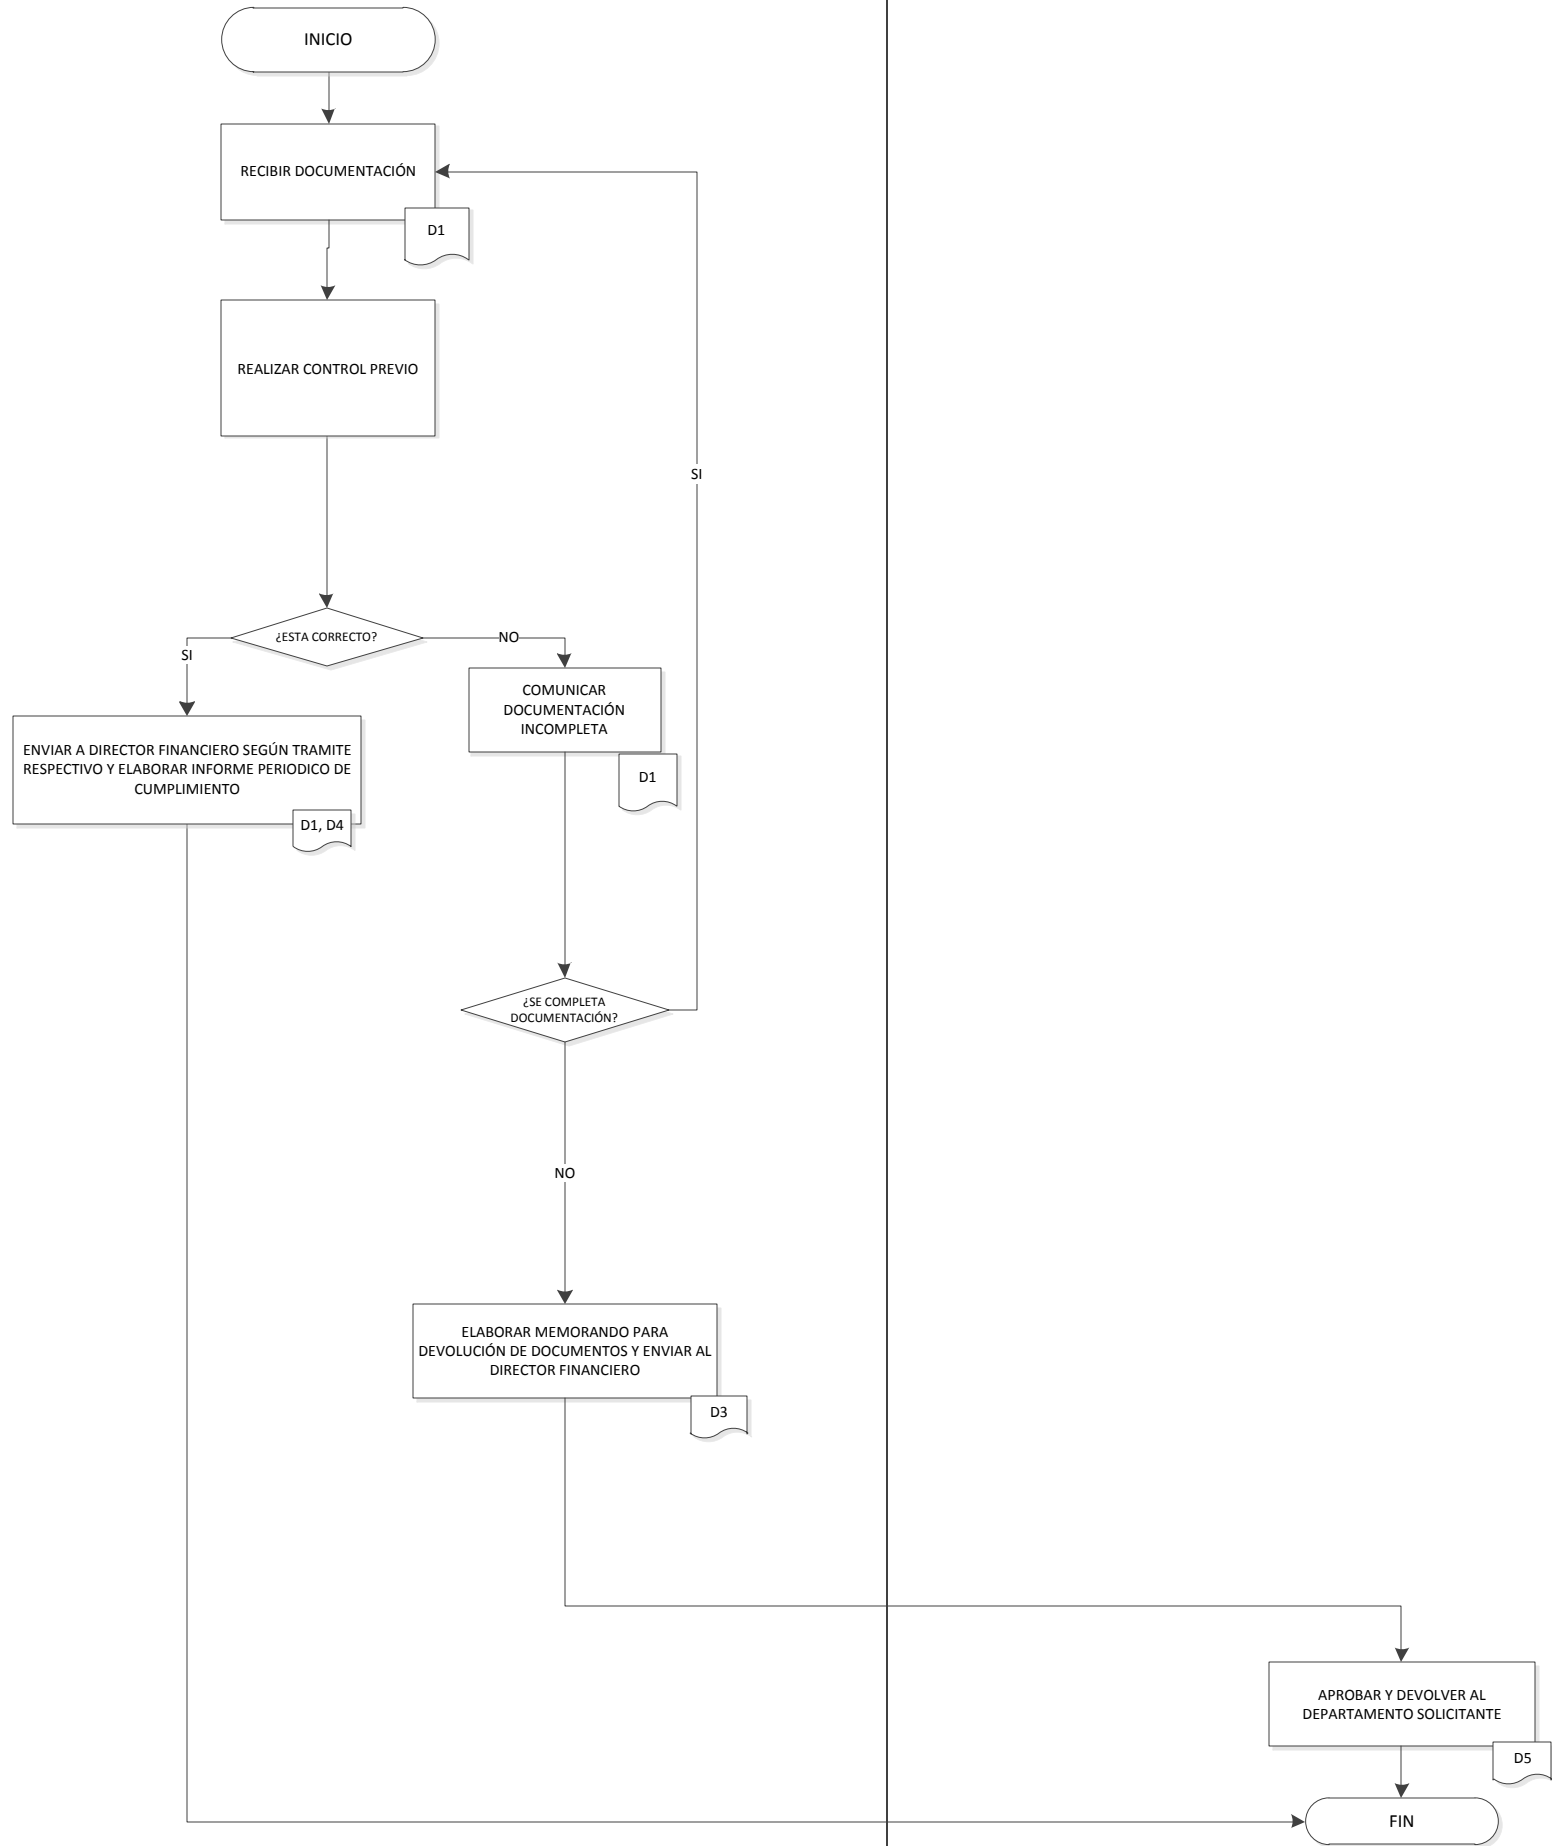 INICIO
RECIBIR DOCUMENTACIÓN
D1
REALIZAR CONTROL PREVIO
SI
¿ESTA CORRECTO?
NO
SI
COMUNICAR
DOCUMENTACIÓN
INCOMPLETA
D1
ENVIAR A DIRECTOR FINANCIERO SEGÚN TRAMITE
RESPECTIVO Y ELABORAR INFORME PERIODICO DE
CUMPLIMIENTO
D1, D4
¿SE COMPLETA
DOCUMENTACIÓN?
NO
ELABORAR MEMORANDO PARA
DEVOLUCIÓN DE DOCUMENTOS Y ENVIAR AL
DIRECTOR FINANCIERO
D3
APROBAR Y DEVOLVER AL
DEPARTAMENTO SOLICITANTE
D5
FIN